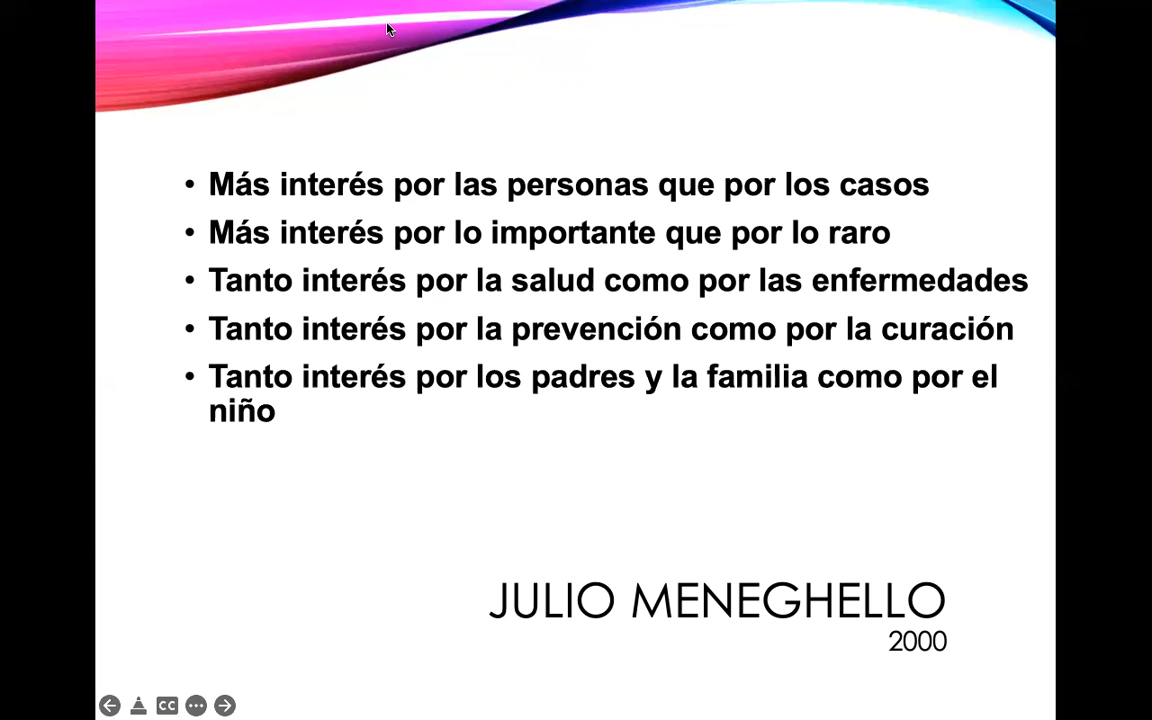 • Más interés por las personas que por los casos
• Más interés por lo importante que por lo raro
• Tanto interés por la salud como por las enfermedades
• Tanto interés por la prevención como por la curación
• Tanto interés por los padres y la familia como por el
niño
JULIO MENEGHELLO
2000
CC